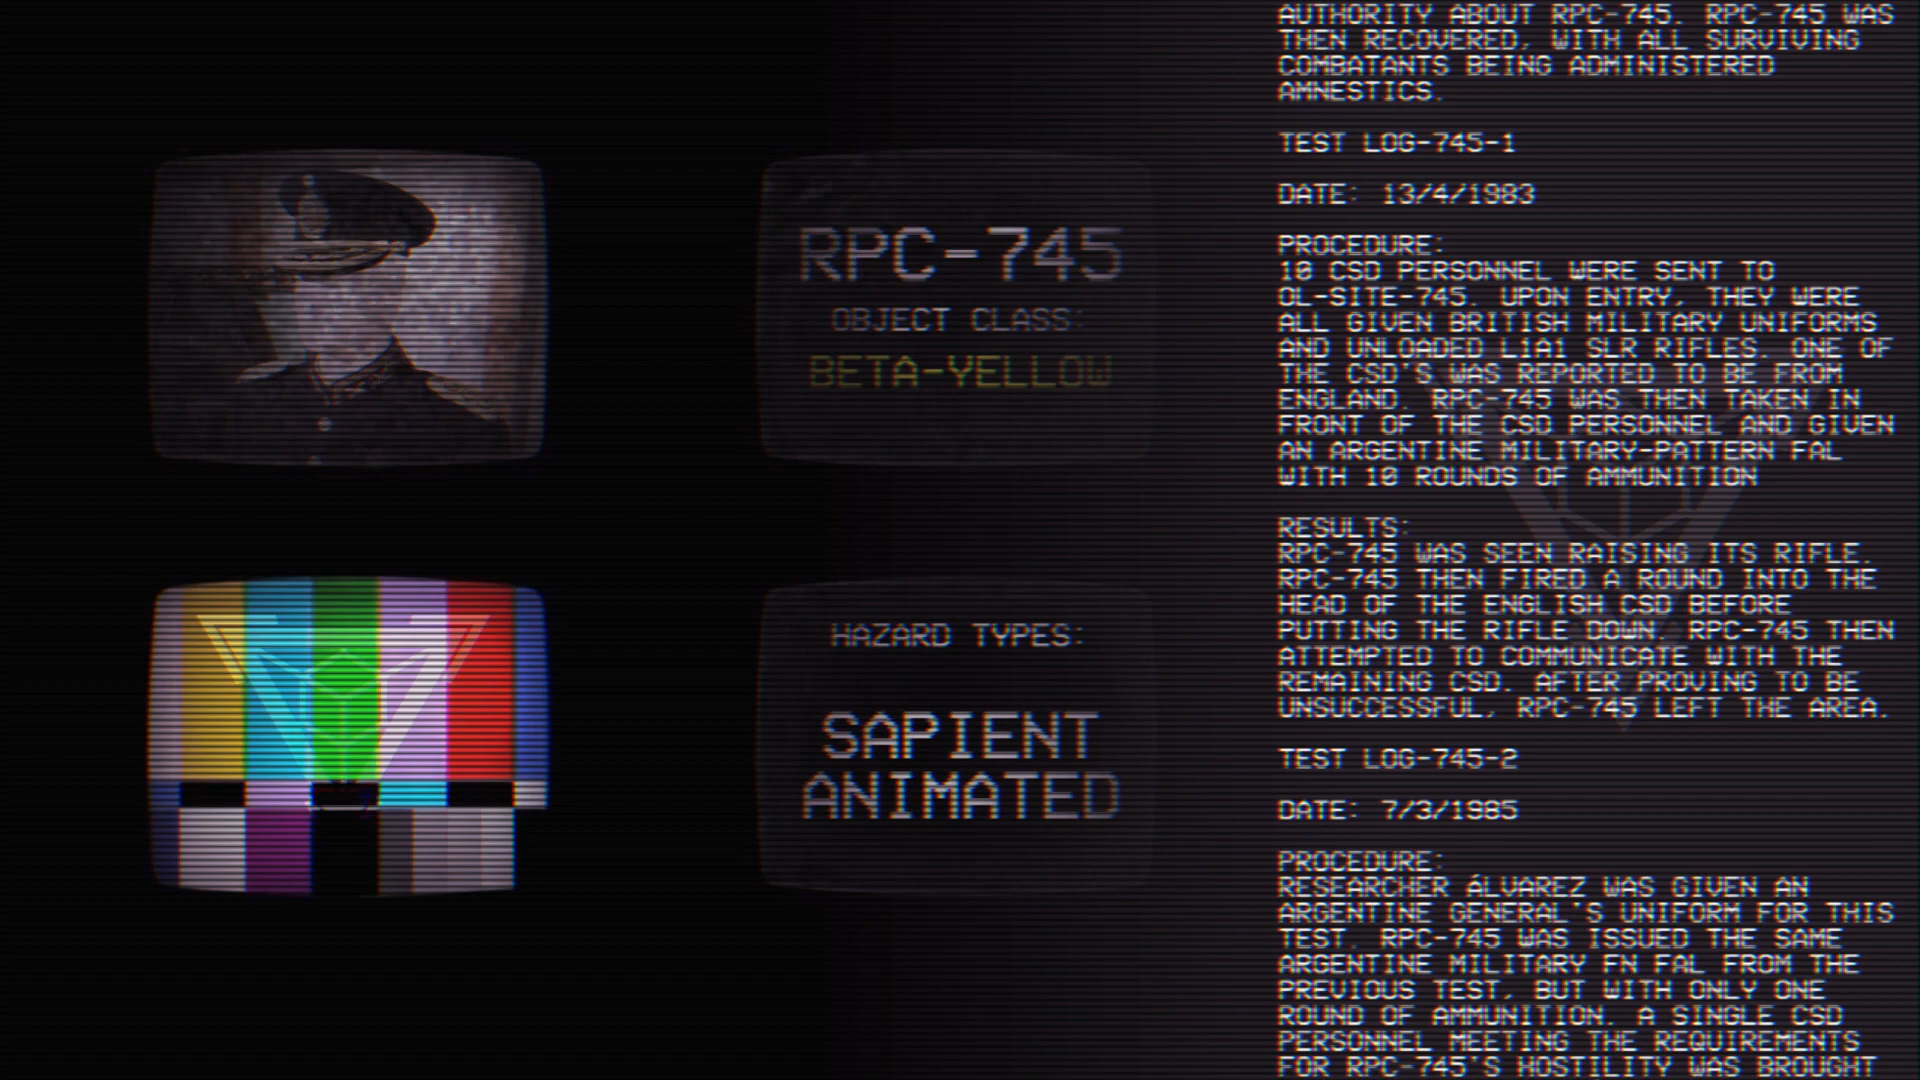 RPC-745
OBJECT CLASS:
BETA-YELLOW
HAZARD TYPES:
SAPIENT
ANIMATED
AUTHORITY ABOUT RPC-745. RPC-745 WAS
THEN RECOVERED, WITH ALL SURVIVING
COMBATANTS BEING ADMINISTERED
AMNESTICS.
TEST LOG-745-1
DATE: 13/4/1983
PROCEDURE:
10 CSD PERSONNEL WERE SENT TO
OL-SITE-745. UPON ENTRY, THEY WERE
ALL GIVEN BRITISH MILITARY UNIFORMS
AND UNLOADED L1A1 SLR RIFLES. ONE OF
THE CSD'S WAS REPORTED TO BE FROM
ENGLAND. RPC-745 WAS THEN TAKEN IN
FRONT OF THE CSD PERSONNEL AND GIVEN
AN ARGENTINE MILITARY-PATTERN FAL
WITH 10 ROUNDS OF AMMUNITION
RESULTS:
RPC-745 WAS SEEN RAISING ITS RIFLE.
RPC-745 THEN FIRED A ROUND INTO THE
HEAD OF THE ENGLISH CSD BEFORE
PUTTING THE RIFLE DOWN. RPC-745 THEN
ATTEMPTED TO COMMUNICATE WITH THE
REMAINING CSD. AFTER PROVING TO BE
UNSUCCESSFUL, RPC-745 LEFT THE AREA.
TEST LOG-745-2
DATE: 7/3/1985
PROCEDURE:
RESEARCHER ÁLVAREZ WAS GIVEN AN
ARGENTINE GENERAL'S UNIFORM FOR THIS
TEST. RPC-745 WAS ISSUED THE SAME
ARGENTINE MILITARY FN FAL FROM THE
PREVIOUS TEST, BUT WITH ONLY ONE
ROUND OF AMMUNITION. A SINGLE CSD
PERSONNEL MEETING THE REQUIREMENTS
FOR RPC-745'S HOSTILITY WAS BROUGHT